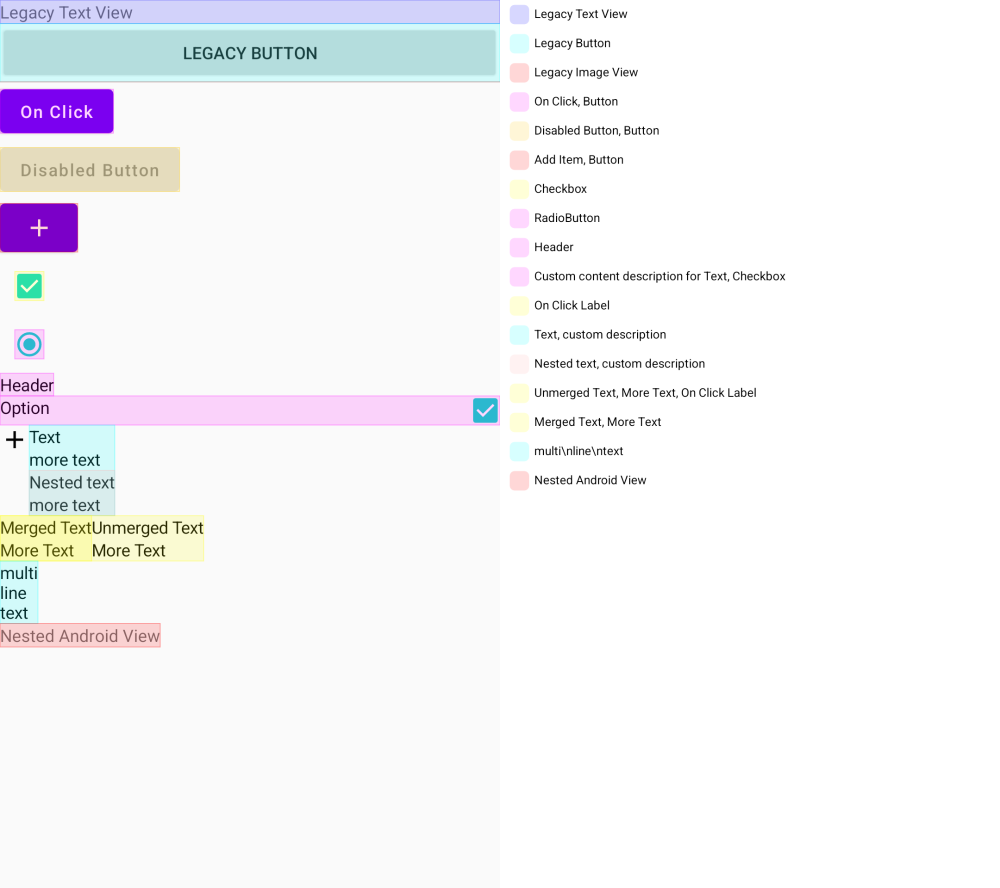 Legacy Text View
LEGACY BUTTON
On Click
Disabled Button
Header
Option
Text
more text
Nested text
more text
Merged Text
More Text
Unmerged Text
More Text
multi
line
text
Nested Android View
Legacy Text View
Legacy Button
Legacy Image View
On Click, Button
Disabled Button, Button
Add Item, Button
Checkbox
RadioButton
Header
Custom content description for Text, Checkbox
On Click Label
Text, custom description
Nested text, custom description
Unmerged Text, More Text, On Click Label
Merged Text, More Text
multi\nline\ntext
Nested Android View